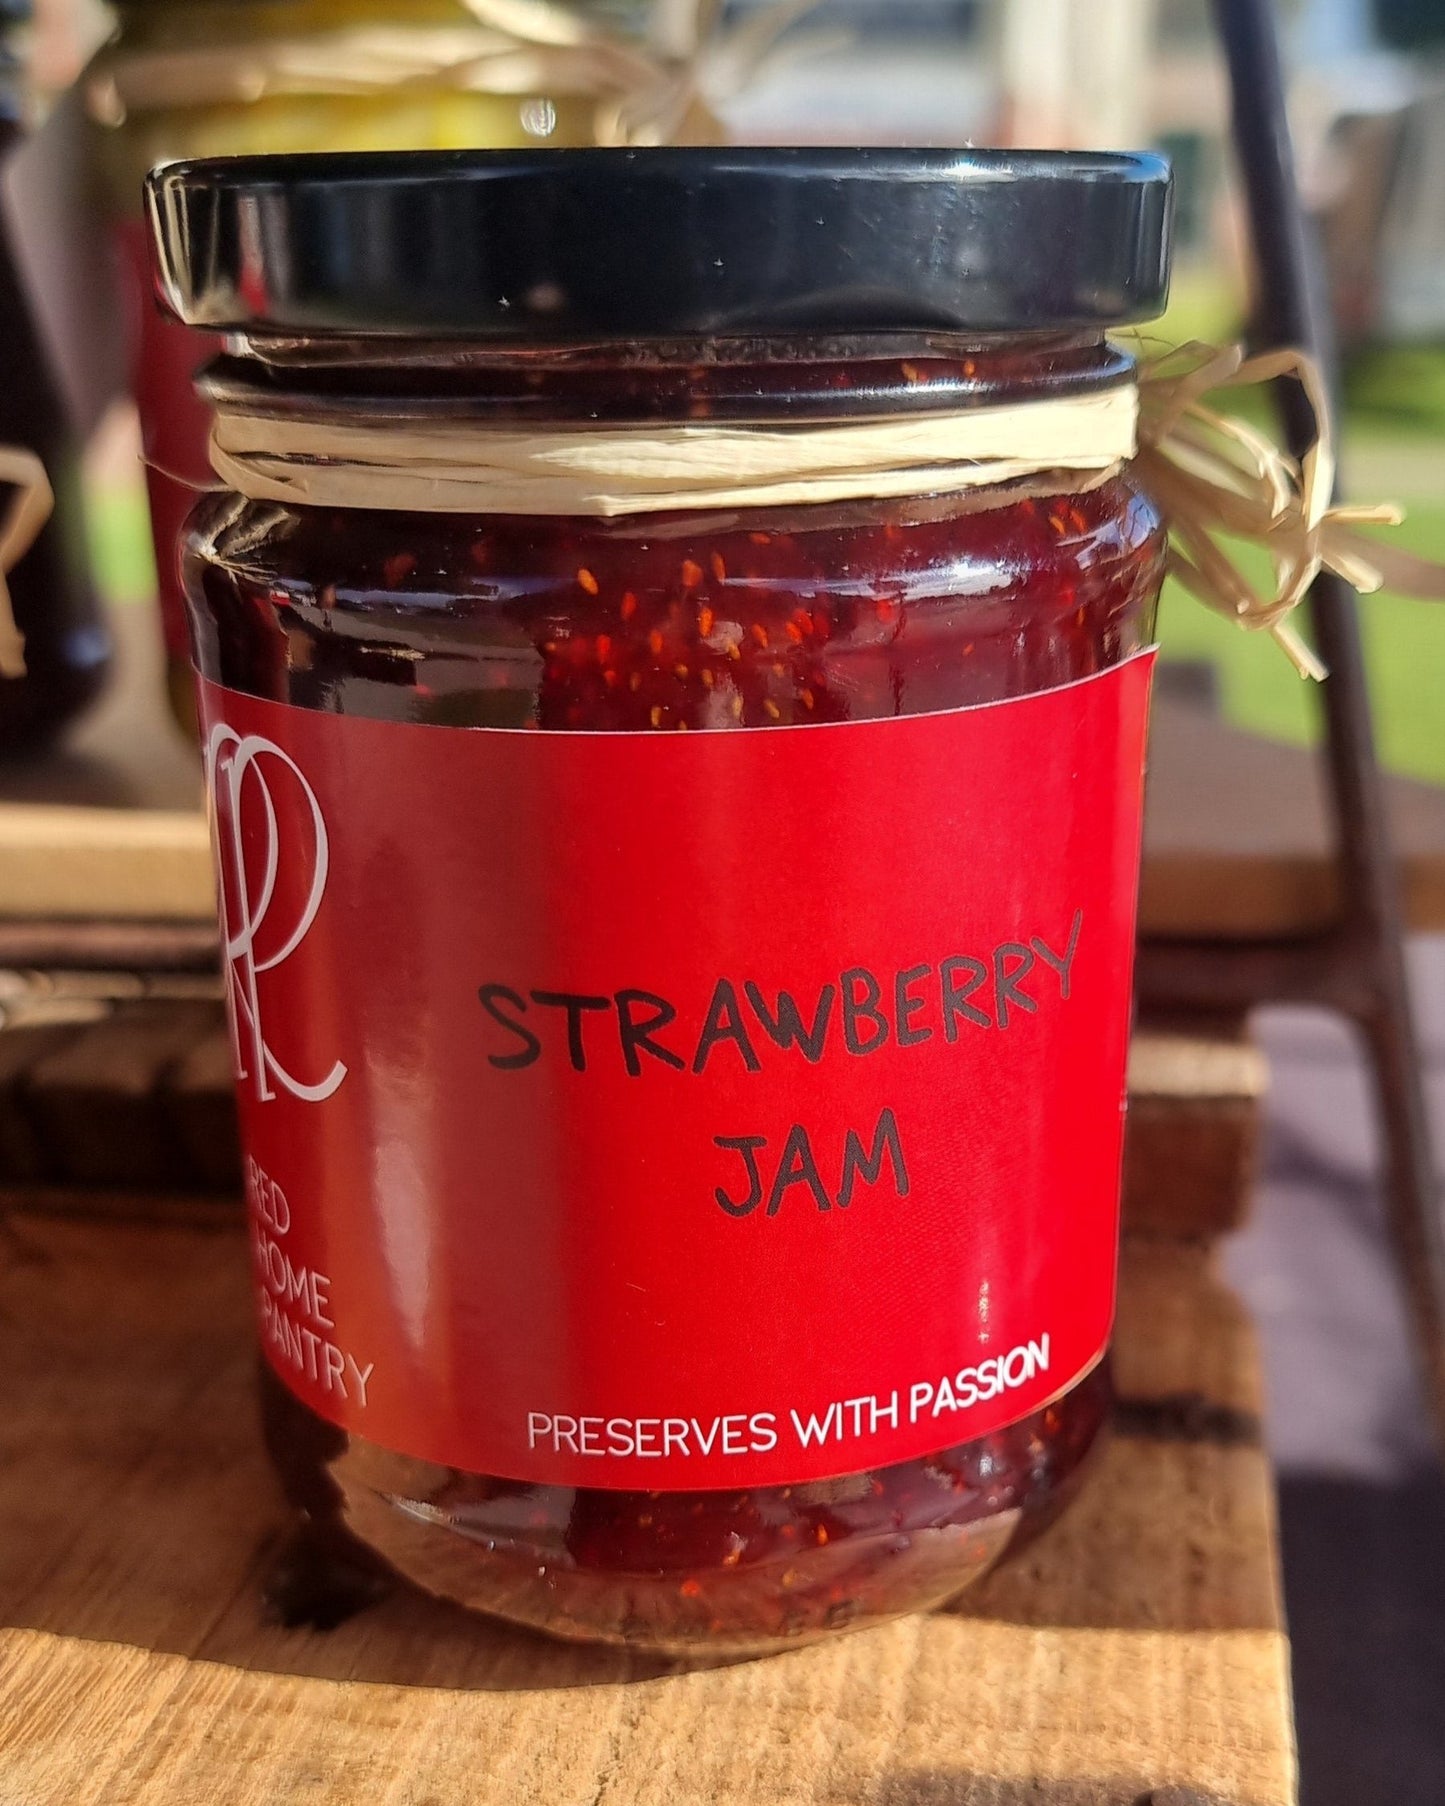 RED
HOME
PANTRY
STRAWBERRY
JAM
PRESERVES WITH PASSION